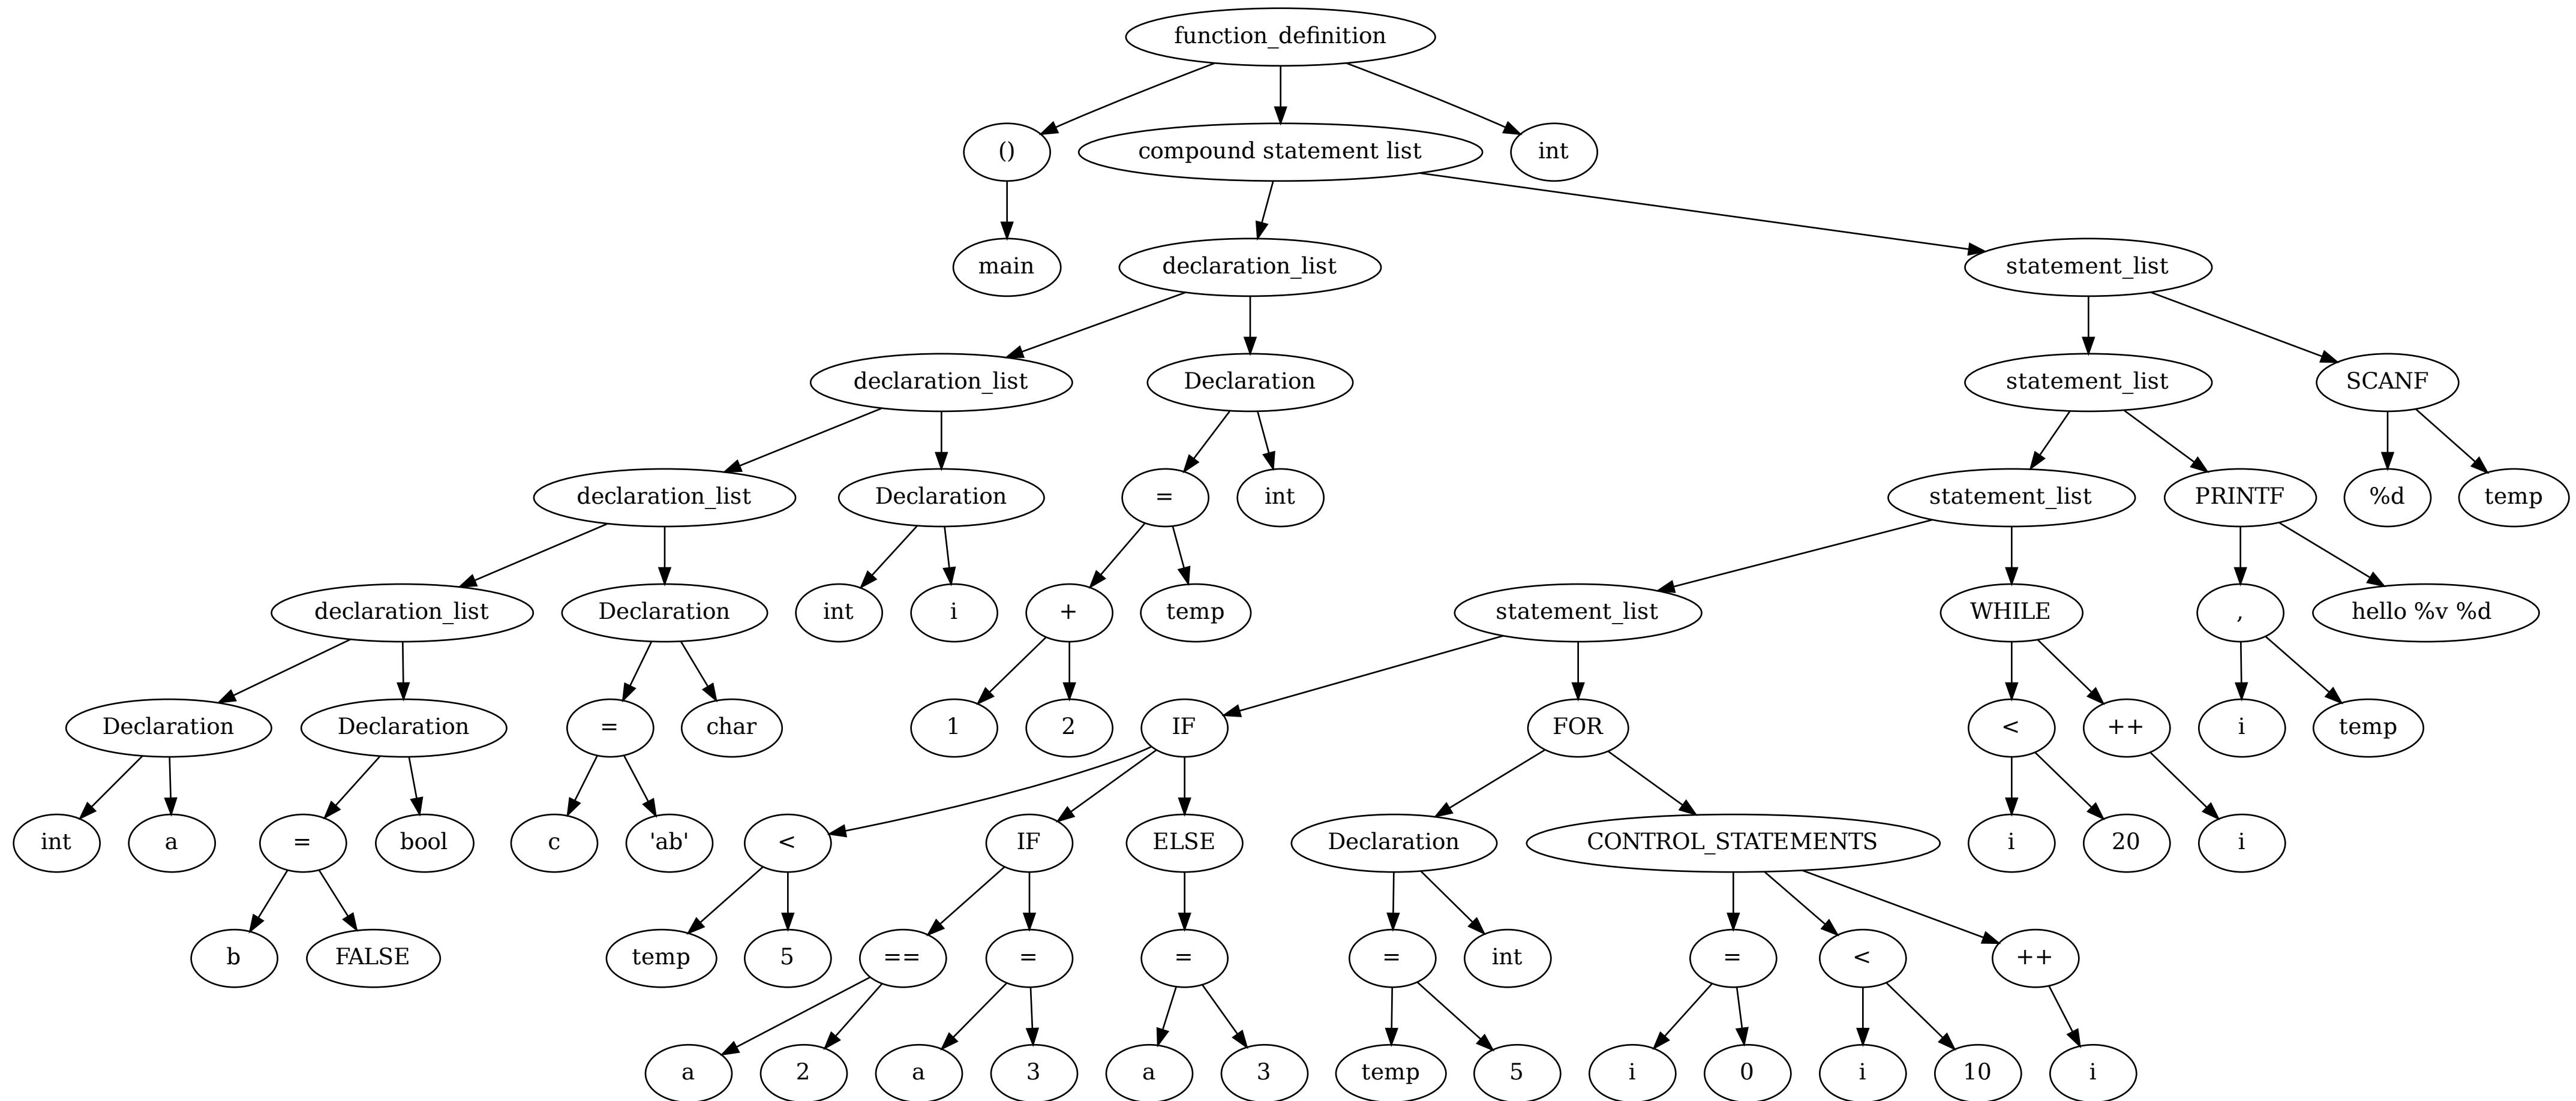 function_definition
() compound statement list int
main declaration_list statement_list
declaration_list Declaration statement_list SCANF
declaration_list Declaration = int statement_list PRINTF %d temp
declaration_list Declaration int i + temp statement_list WHILE , hello %v %d
Declaration Declaration = char 1 2 IF FOR < ++ i temp
int a = bool c 'ab' < IF ELSE Declaration CONTROL_STATEMENTS i 20 i
b FALSE temp 5 == = = = int = < ++
a 2 a 3 a 3 temp 5 i 0 i 10 i